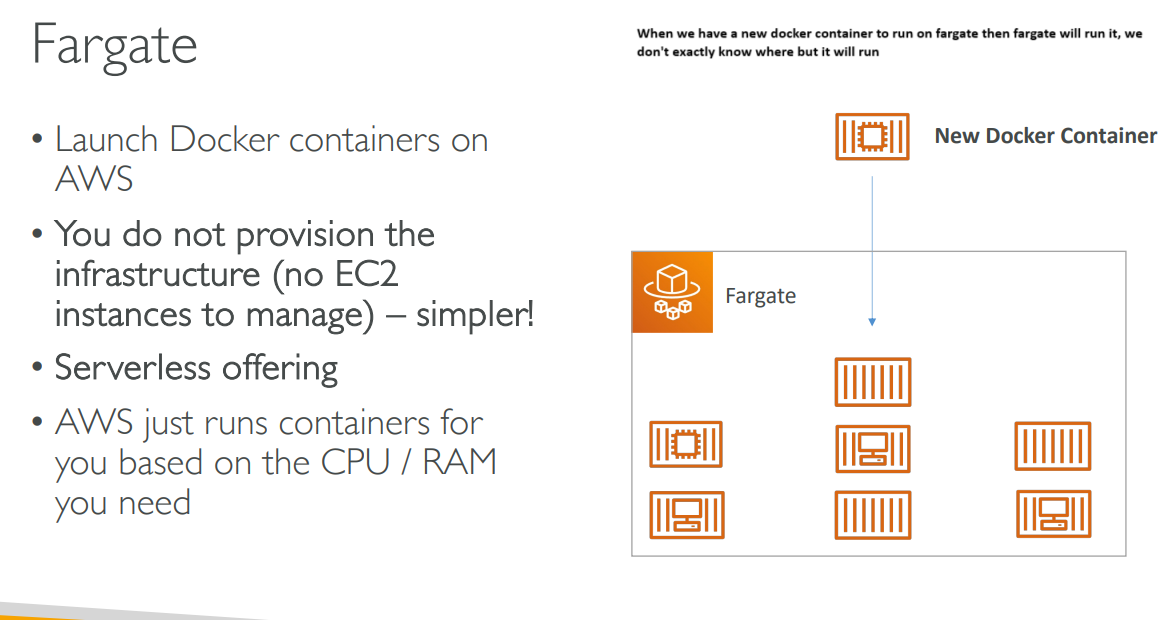 Fargate
• Launch Docker containers on
AWS
• You do not provision the
infrastructure (no EC2
instances to manage) – simpler!
• Serverless offering
• AWS just runs containers for
you based on the CPU / RAM
you need
When we have a new docker container to run on fargate then fargate will run it, we
don't exactly know where but it will run
New Docker Container
Fargate